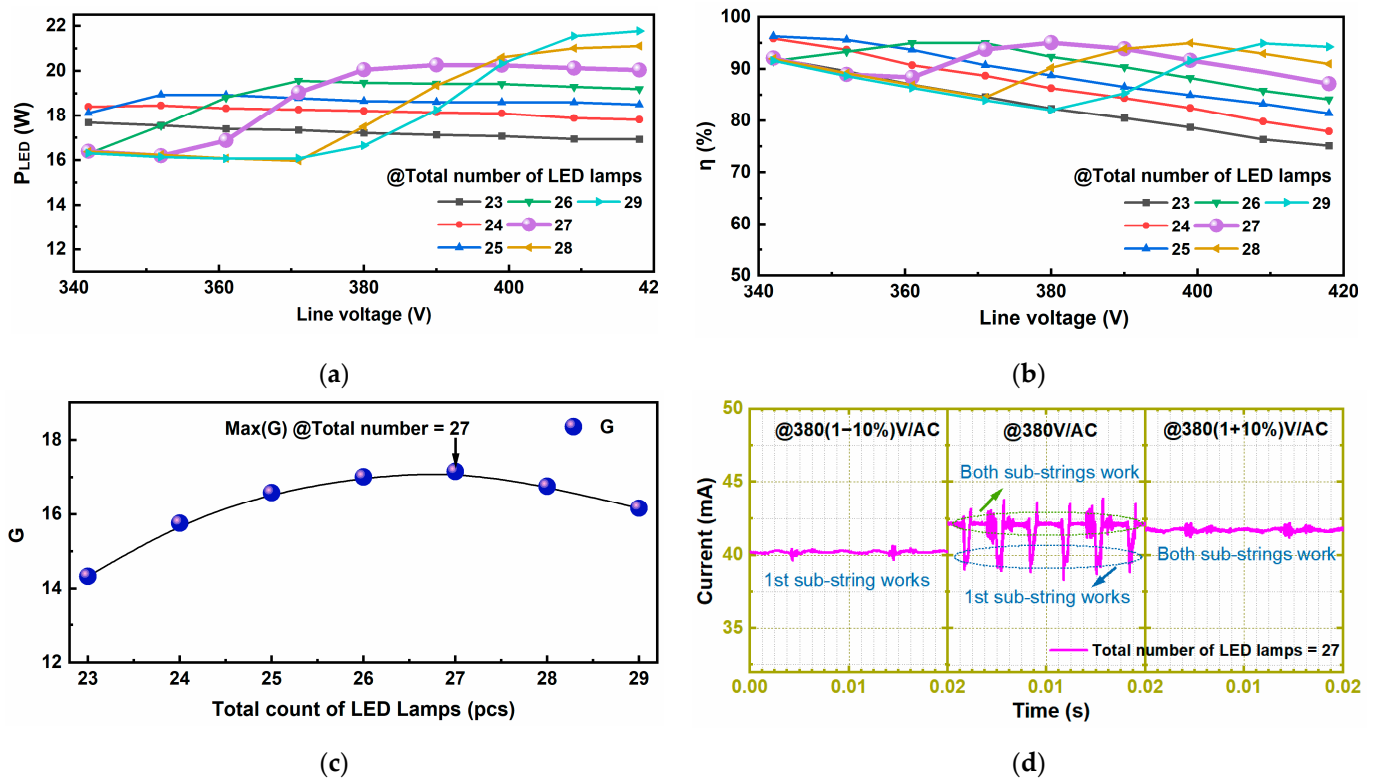 22
20
18
16
14
12
PLED (W)
@Total number of LED lamps
23 26 29
24 27
25 28
340 360 380 400 42
Line voltage (V)
(a)
100
90
80
70
60
50
η (%)
@Total number of LED lamps
23 26 29
24 27
25 28
340 360 380 400 420
Line voltage (V)
(b)
18
16
14
12
G
Max(G) @Total number = 27
G
23 24 25 26 27 28 29
Total count of LED Lamps (pcs)
(c)
50
45
40
35
Current (mA)
@380(1−10%)V/AC @380V/AC @380(1+10%)V/AC
Both sub-strings work
1st sub-string works
1st sub-string works
Both sub-strings work
Total number of LED lamps = 27
0.00 0.01 0.02 0.01 0.02 0.01 0.02
Time (s)
(d)